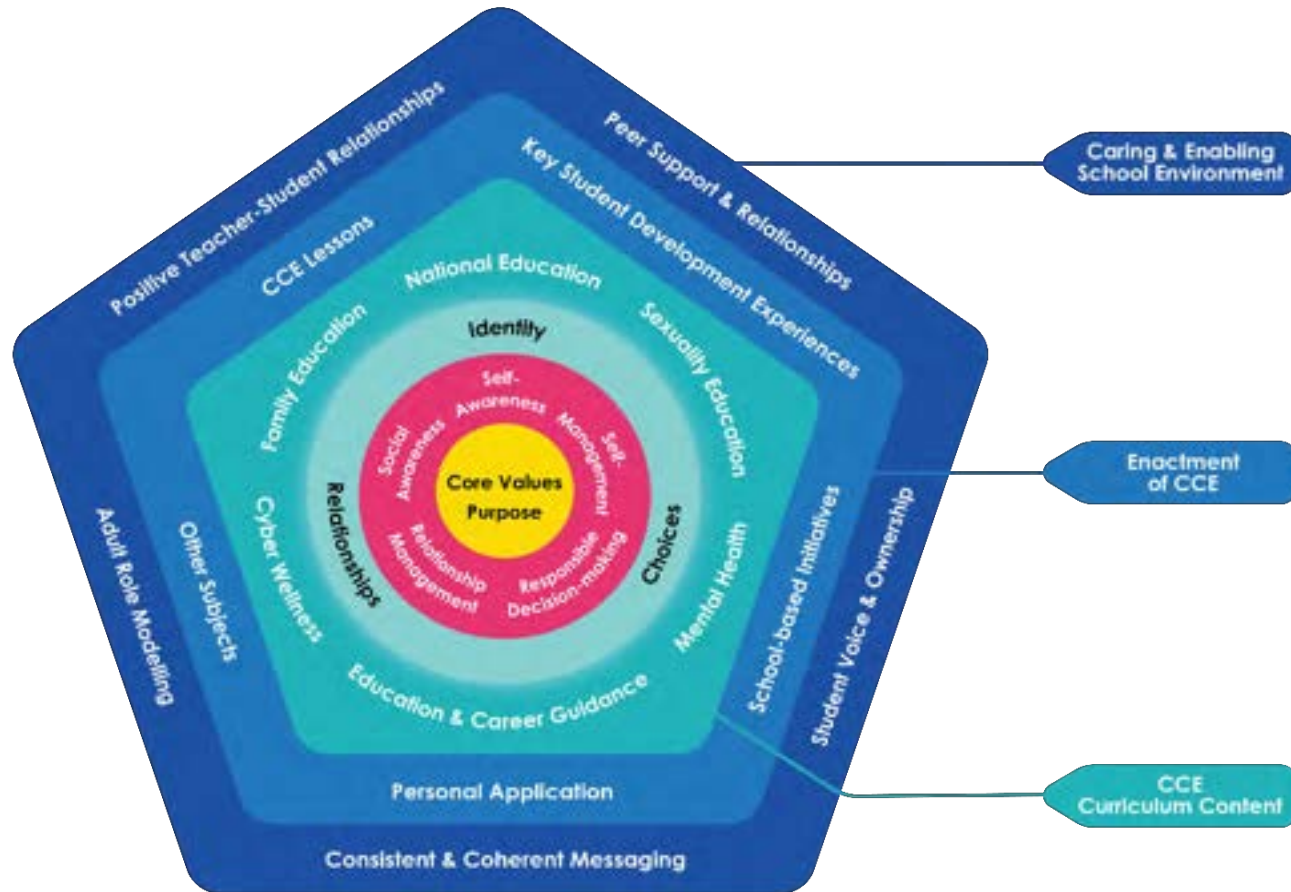 Positive Teacher-Student Relationships
Peer Support & Relationships
Student Voice & Ownership
Consistent & Coherent Messaging
Adult Role Modelling
CCE Lessons
Key Student Development Experiences
School-based Initiatives
Personal Application
Other Subjects
National Education
Sexuality Education
Mental Health
Education & Career Guidance
Cyber Wellness
Family Education
Identity
Choices
Relationships
Self-
Awareness
Self-
Management
Responsible
Decision-making
Relationship
Management
Social
Awareness
Core Values
Purpose
Caring & Enabling
School Environment
Enactment
of CCE
CCE
Curriculum Content